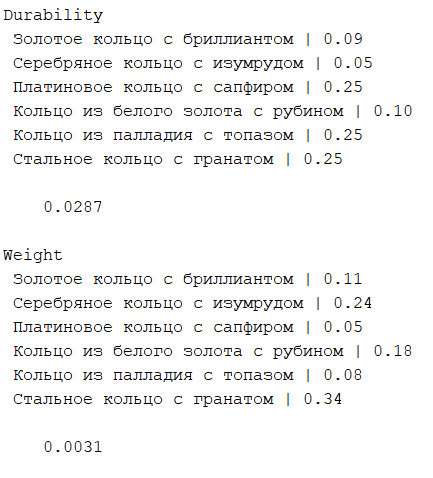 Durability
Золотое кольцо с бриллиантом | 0.09
Серебряное кольцо с изумрудом | 0.05
Платиновое кольцо с сапфиром | 0.25
Кольцо из белого золота с рубином | 0.10
Кольцо из палладия с топазом | 0.25
Стальное кольцо с гранатом | 0.25
0.0287
Weight
Золотое кольцо с бриллиантом | 0.11
Серебряное кольцо с изумрудом | 0.24
Платиновое кольцо с сапфиром | 0.05
Кольцо из белого золота с рубином | 0.18
Кольцо из палладия с топазом | 0.08
Стальное кольцо с гранатом | 0.34
0.0031